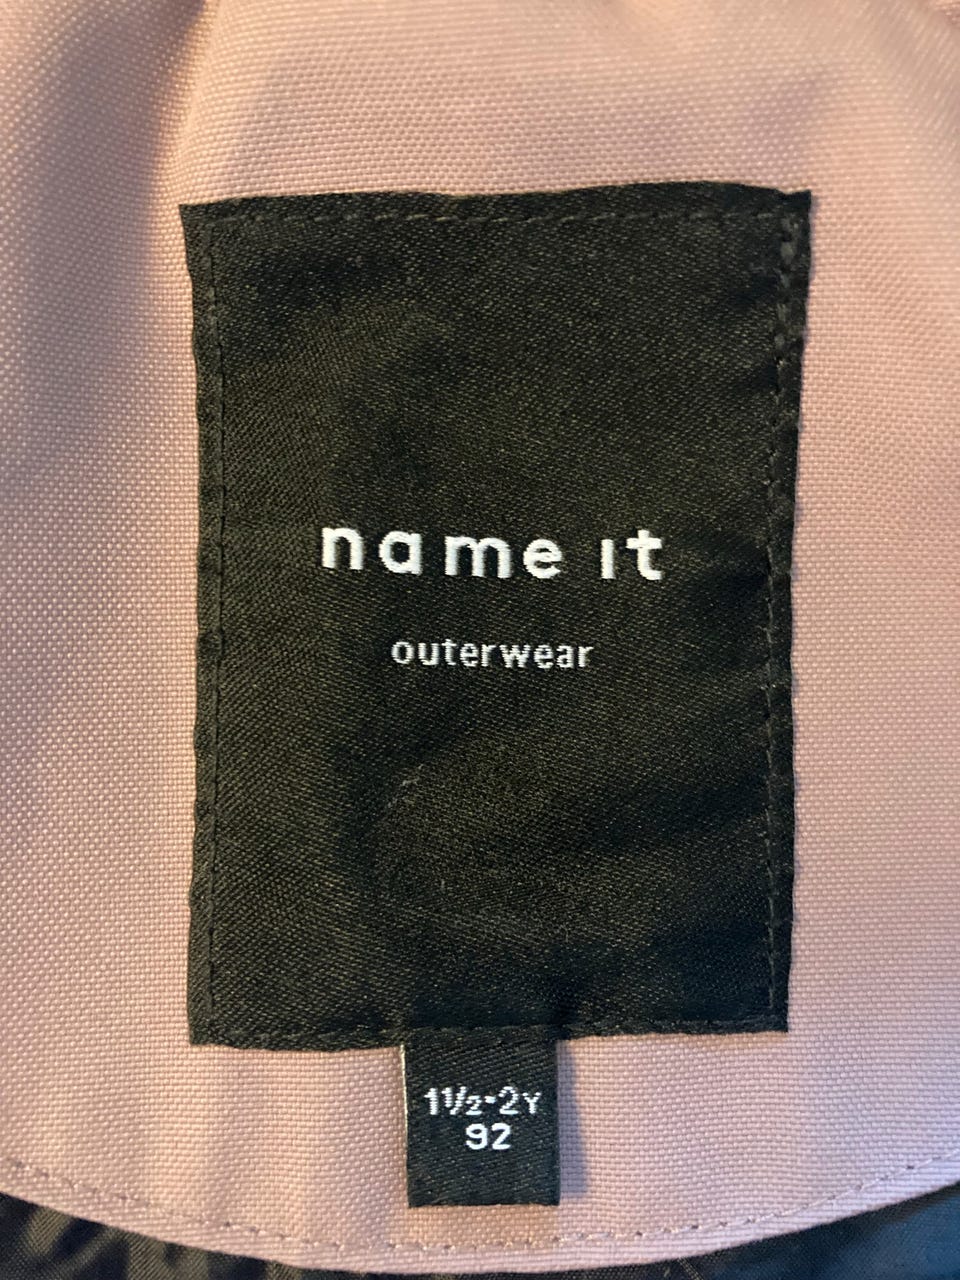 name it
outerwear
1½-2Y
92